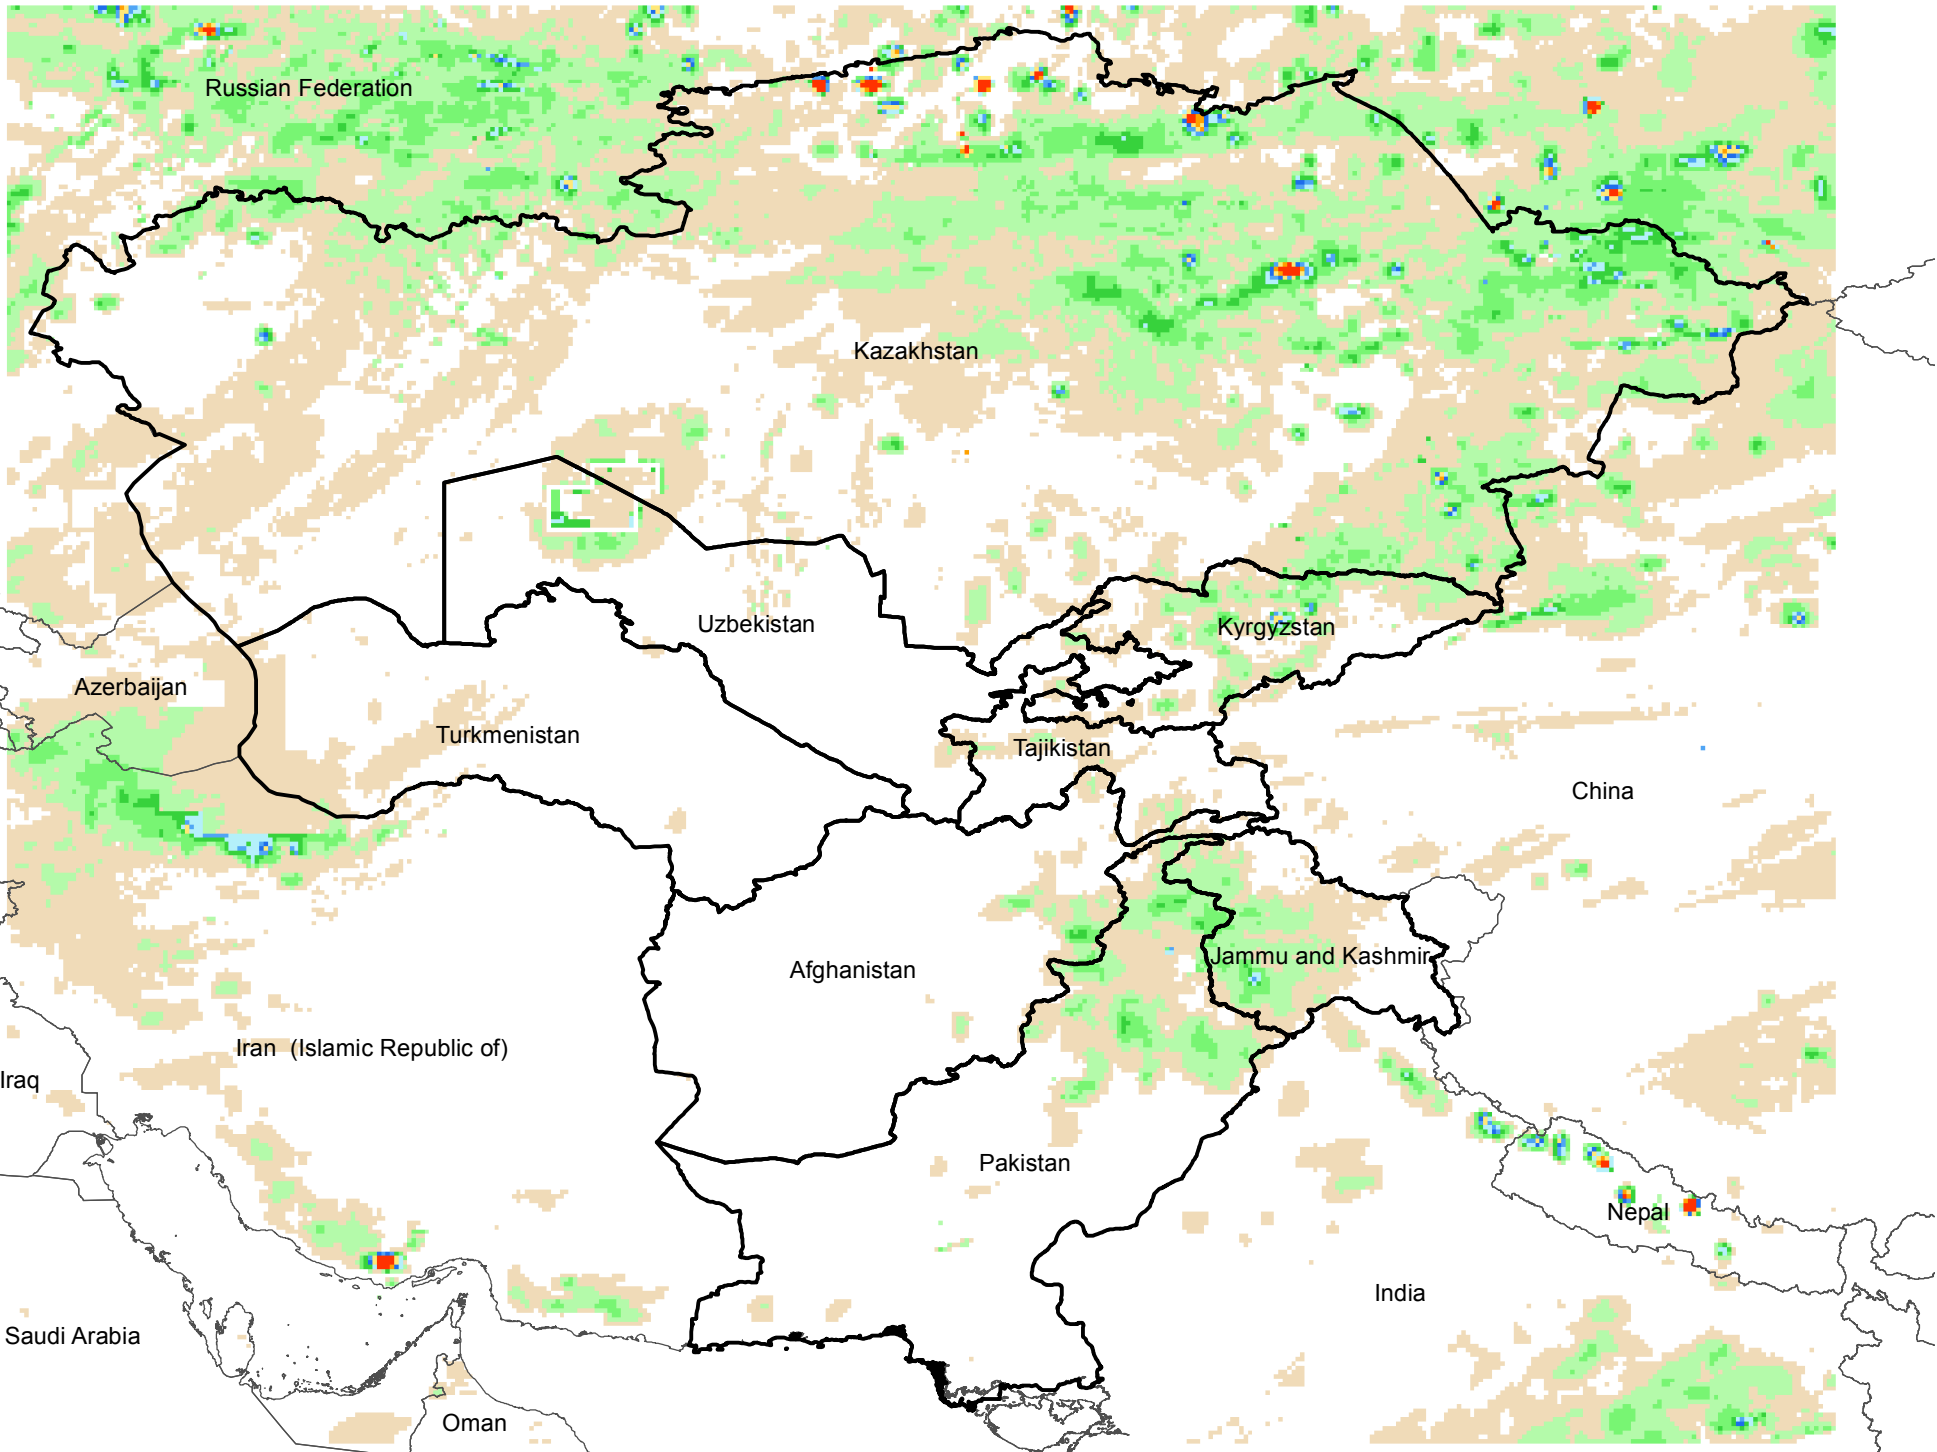 Russian Federation
Kazakhstan
Uzbekistan
Kyrgyzstan
Azerbaijan
Turkmenistan
Tajikistan
China
Afghanistan
Jammu and Kashmir
Iran  (Islamic Republic of)
Iraq
Pakistan
Nepal
India
Saudi Arabia
Oman